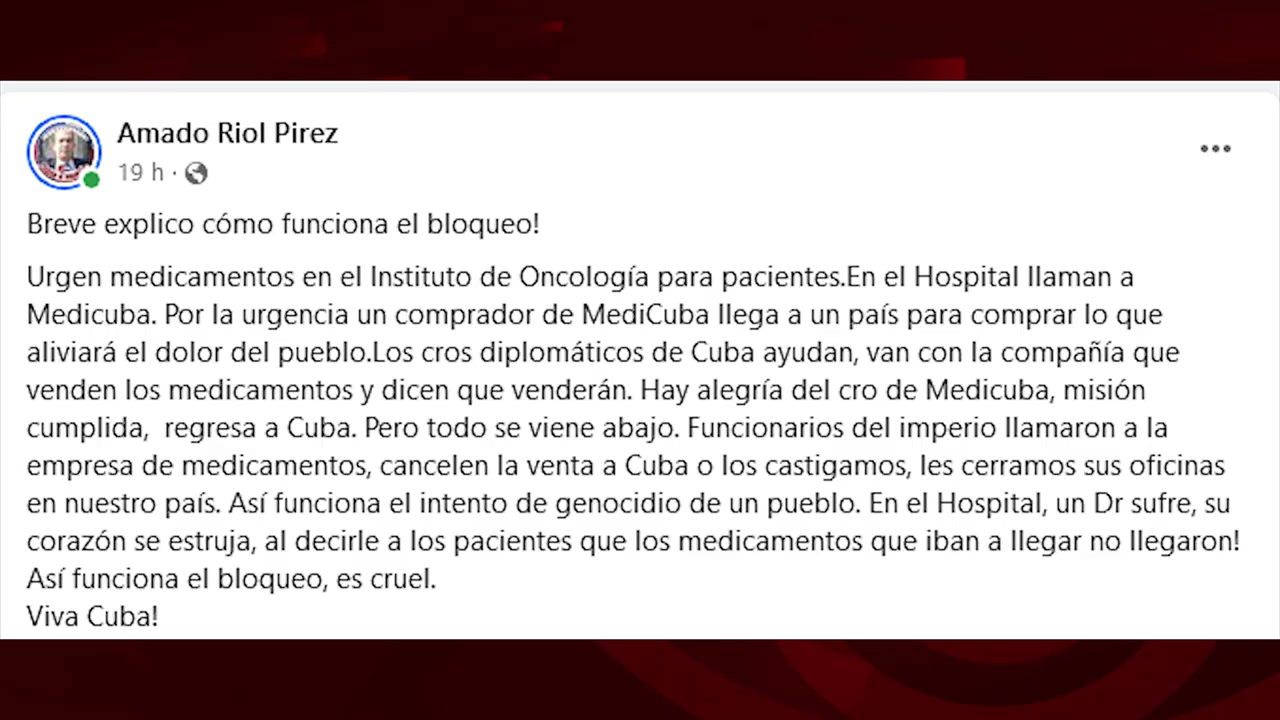 Amado Riol Pirez
19 h ·
Breve explico cómo funciona el bloqueo!
Urgen medicamentos en el Instituto de Oncología para pacientes.En el Hospital llaman a
Medicuba. Por la urgencia un comprador de MediCuba llega a un país para comprar lo que
aliviará el dolor del pueblo.Los cros diplomáticos de Cuba ayudan, van con la compañía que
venden los medicamentos y dicen que venderán. Hay alegría del cro de Medicuba, misión
cumplida,  regresa a Cuba. Pero todo se viene abajo. Funcionarios del imperio llamaron a la
empresa de medicamentos, cancelen la venta a Cuba o los castigamos, les cerramos sus oficinas
en nuestro país. Así funciona el intento de genocidio de un pueblo. En el Hospital, un Dr sufre, su
corazón se estruja, al decirle a los pacientes que los medicamentos que iban a llegar no llegaron!
Así funciona el bloqueo, es cruel.
Viva Cuba!